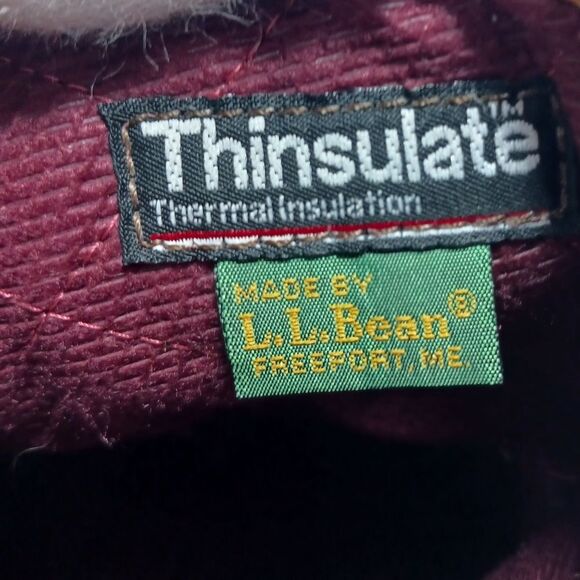 Thinsulate™
Thermal Insulation
MADE BY
L.L.Bean®
FREEPORT, ME.